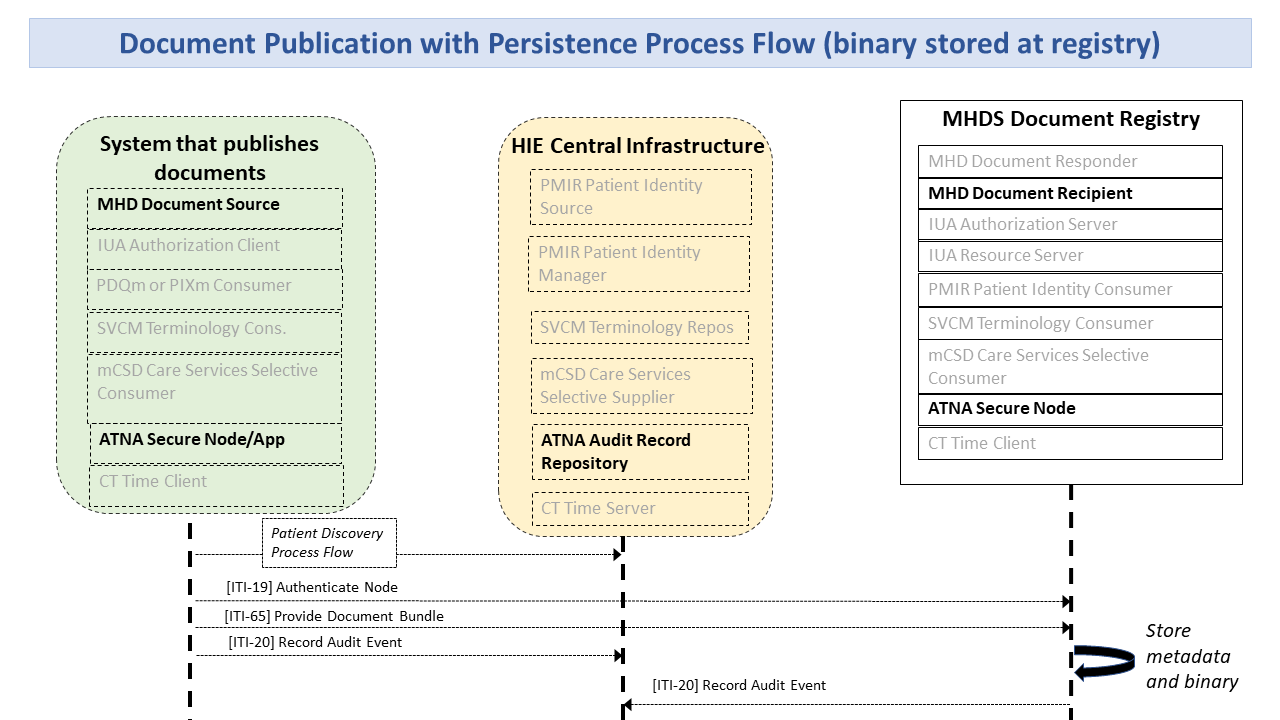 Document Publication with Persistence Process Flow (binary stored at registry)
System that publishes
documents
MHD Document Source
IUA Authorization Client
PDQm or PIXm Consumer
SVCM Terminology Cons.
mCSD Care Services Selective
Consumer
ATNA Secure Node/App
CT Time Client
HIE Central Infrastructure
PMIR Patient Identity
Source
PMIR Patient Identity
Manager
SVCM Terminology Repos
mCSD Care Services
Selective Supplier
ATNA Audit Record
Repository
CT Time Server
MHDS Document Registry
MHD Document Responder
MHD Document Recipient
IUA Authorization Server
IUA Resource Server
PMIR Patient Identity Consumer
SVCM Terminology Consumer
mCSD Care Services Selective
Consumer
ATNA Secure Node
CT Time Client
Patient Discovery
Process Flow
[ITI-19] Authenticate Node
[ITI-65] Provide Document Bundle
[ITI-20] Record Audit Event
Store
metadata
and binary
[ITI-20] Record Audit Event